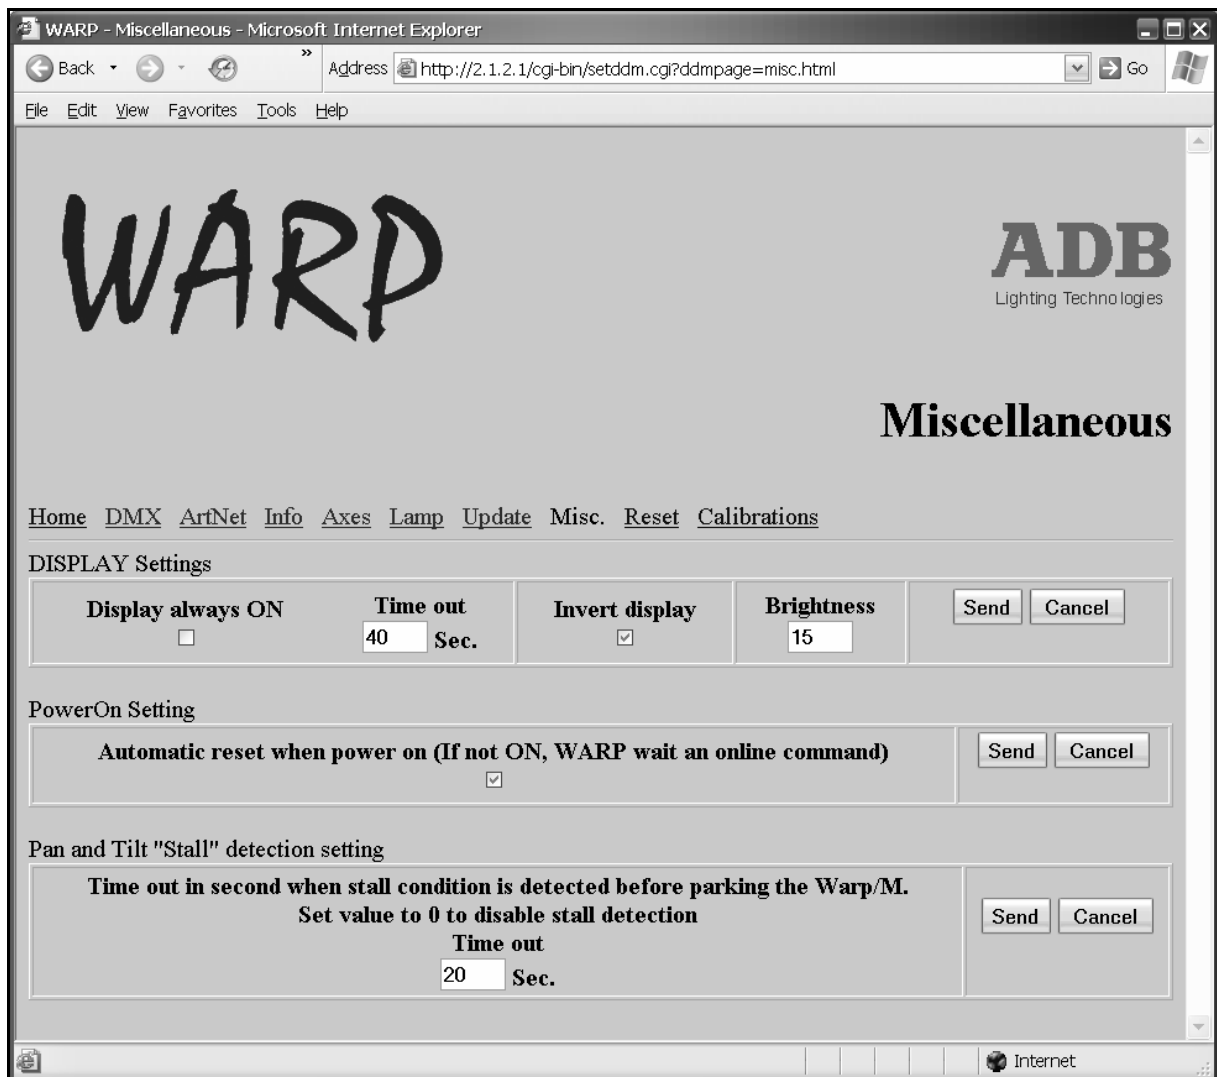 WARP - Miscellaneous - Microsoft Internet Explorer
Back » Address http://2.1.2.1/cgi-bin/setddm.cgi?ddmpage=misc.html Go
File Edit View Favorites Tools Help
WARP
ADB
Lighting Technologies
Miscellaneous
Home DMX ArtNet Info Axes Lamp Update Misc. Reset Calibrations
DISPLAY Settings
Display always ON Time out Invert display Brightness Send Cancel
40 Sec. 15
PowerOn Setting
Automatic reset when power on (If not ON, WARP wait an online command) Send Cancel
Pan and Tilt "Stall" detection setting
Time out in second when stall condition is detected before parking the Warp/M.
Set value to 0 to disable stall detection Send Cancel
Time out
20 Sec.
Internet